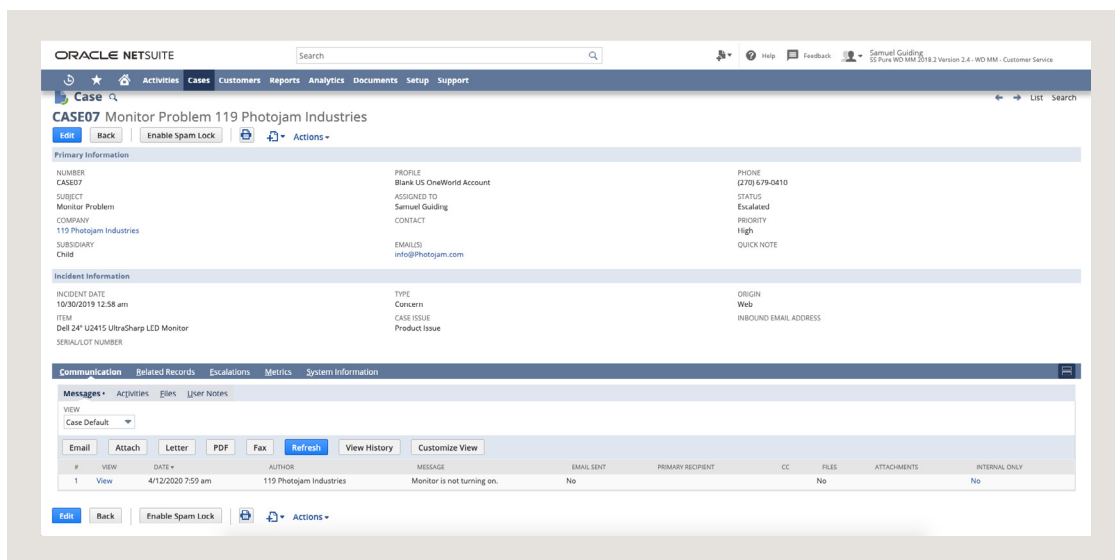 ORACLE NETSUITE Search Help Feedback Samuel Guiding
SS Pure WD MM 2018.2 Version 2.4 - WD MM - Customer Service
Activities Cases Customers Reports Analytics Documents Setup Support
Case List Search
CASE07 Monitor Problem 119 Photojam Industries
Edit Back Enable Spam Lock Actions
Primary Information
NUMBER PROFILE PHONE
CASE07 Blank US OneWorld Account (270) 679-0410
SUBJECT ASSIGNED TO STATUS
Monitor Problem Samuel Guiding Escalated
COMPANY CONTACT PRIORITY
119 Photojam Industries High
SUBSIDIARY EMAIL(S) QUICK NOTE
Child info@Photojam.com
Incident Information
INCIDENT DATE TYPE ORIGIN
10/30/2019 12:58 am Concern Web
ITEM CASE ISSUE INBOUND EMAIL ADDRESS
Dell 24" U2415 UltraSharp LED Monitor Product Issue
SERIAL/LOT NUMBER
Communication Related Records Escalations Metrics System Information
Messages • Activities Files User Notes
VIEW
Case Default
Email Attach Letter PDF Fax Refresh View History Customize View
# VIEW DATE AUTHOR MESSAGE EMAIL SENT PRIMARY RECIPIENT CC FILES ATTACHMENTS INTERNAL ONLY
1 View 4/12/2020 7:59 am 119 Photojam Industries Monitor is not turning on. No No No
Edit Back Enable Spam Lock Actions